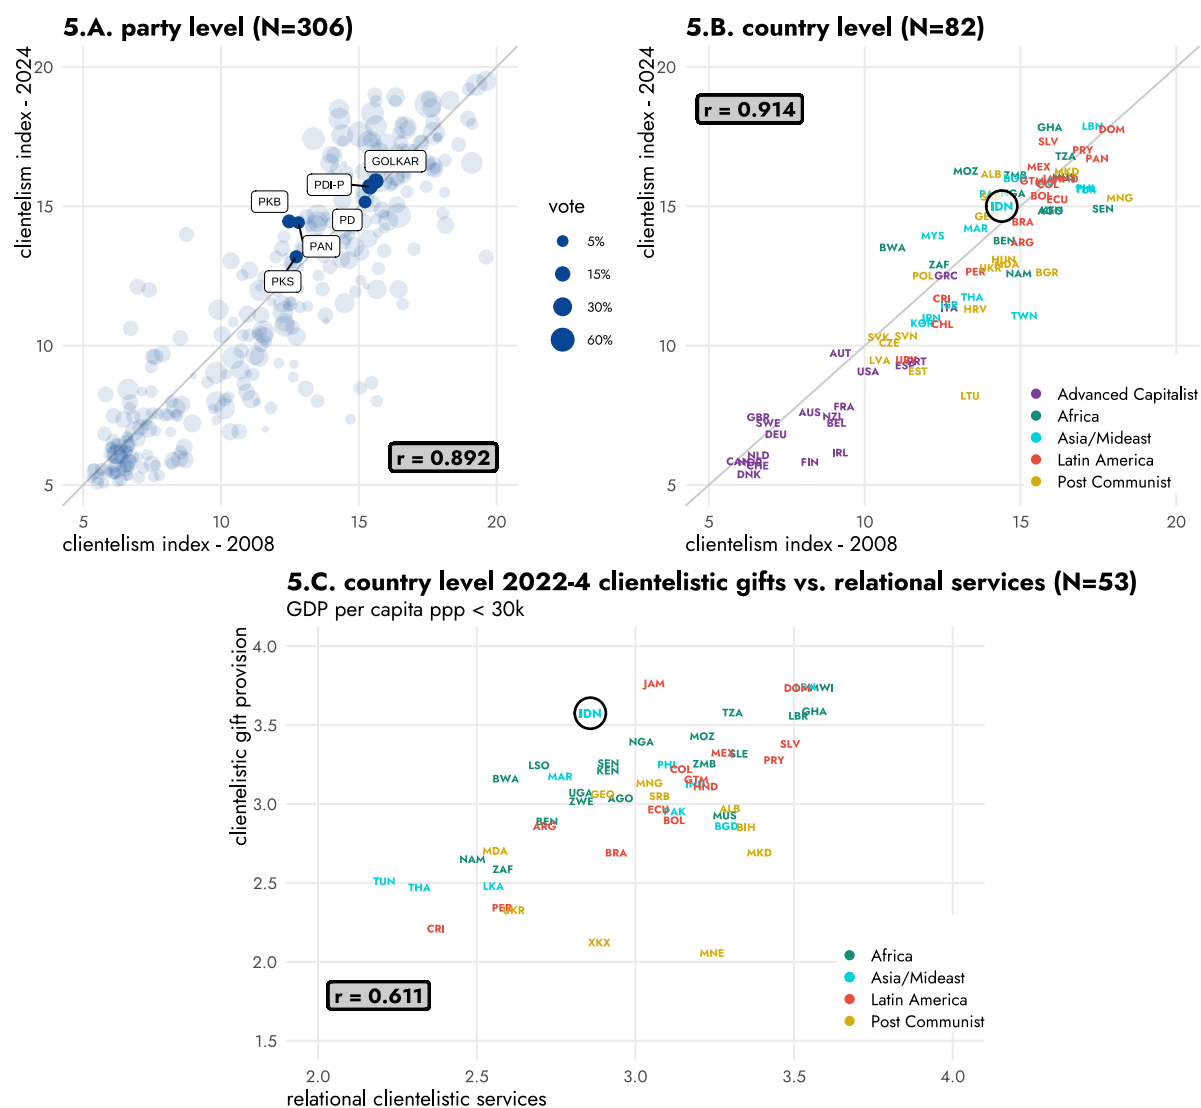 5.A. party level (N=306)
clientelism index - 2024
20
15
10
5
GOLKAR
PDI-P
PKB
PD
PAN
PKS
r = 0.892
5
10
15
20
clientelism index - 2008
vote
5%
15%
30%
60%
5.B. country level (N=82)
clientelism index - 2024
20
15
10
5
r = 0.914
GHA
LBN
DOM
SLV
PRY
TZA
PAN
MEX
MOZ
ALB
ZMB
MKD
BOL
ECU
MNG
SEN
IDN
BRA
MAR
MYS
BEN
ARG
BWA
HUN
ZAF
UKR
MDA
POL
GRC
PER
NAM
BGR
CRI
THA
ITA
HRV
TWN
JPN
KOR
CHL
SVK
SVN
CZE
AUT
LVA
USA
ESP
EST
LTU
FRA
GBR
AUS
NZL
SWE
BEL
DEU
IRL
NLD
FIN
CHE
DNK
Advanced Capitalist
Africa
Asia/Mideast
Latin America
Post Communist
5
10
15
20
clientelism index - 2008
5.C. country level 2022-4 clientelistic gifts vs. relational services (N=53)
GDP per capita ppp < 30k
clientelistic gift provision
4.0
3.5
3.0
2.5
2.0
1.5
JAM
DOM
MWI
IDN
TZA
LBR
GHA
MOZ
NGA
SLV
MEX
SLE
PRY
LSO
SEN
KEN
PHL
COL
ZMB
BWA
MAR
GTM
HND
MNG
UGA
GEO
ZWE
AGO
SRB
ECU
PAK
BOL
ALB
MUS
BGD
BIH
BEN
ARG
MDA
BRA
MKD
NAM
ZAF
TUN
THA
LKA
PER
UKR
CRI
XKX
MNE
r = 0.611
Africa
Asia/Mideast
Latin America
Post Communist
2.0
2.5
3.0
3.5
4.0
relational clientelistic services